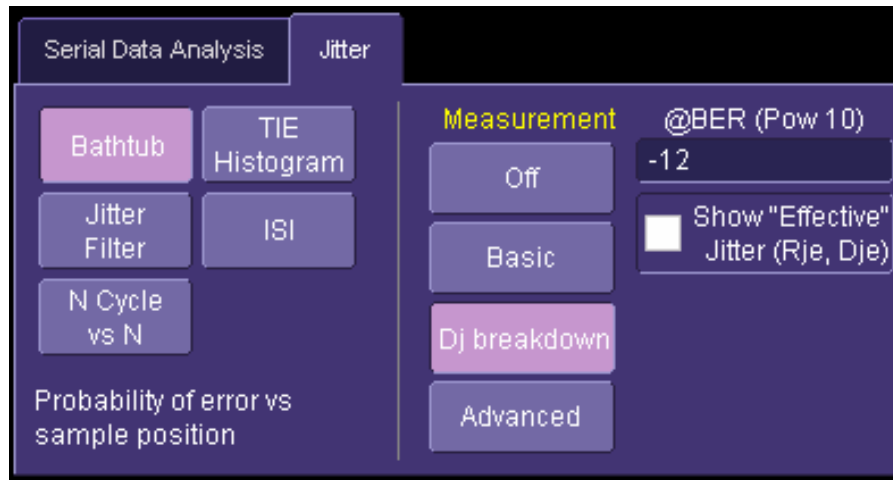 Serial Data Analysis
Jitter
Bathtub
TIE
Histogram
Jitter
Filter
ISI
N Cycle
vs N
Probability of error vs
sample position
Measurement
Off
Basic
Dj breakdown
Advanced
@BER (Pow 10)
-12
Show "Effective"
Jitter (Rje, Dje)